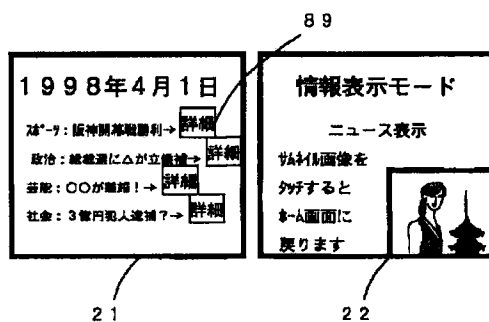 89
1998年4月1日
ｽﾎﾟｰﾂ：阪神開幕戦勝利→ 詳細
政治：総裁選に△が立候補→ 詳細
芸能：〇〇が離婚！→ 詳細
社会：３億円犯人逮捕？→ 詳細
21
情報表示モード
ニュース表示
ｻﾑﾈｲﾙ画像を
ﾀｯﾁすると
ﾎｰﾑ画面に
戻ります
22